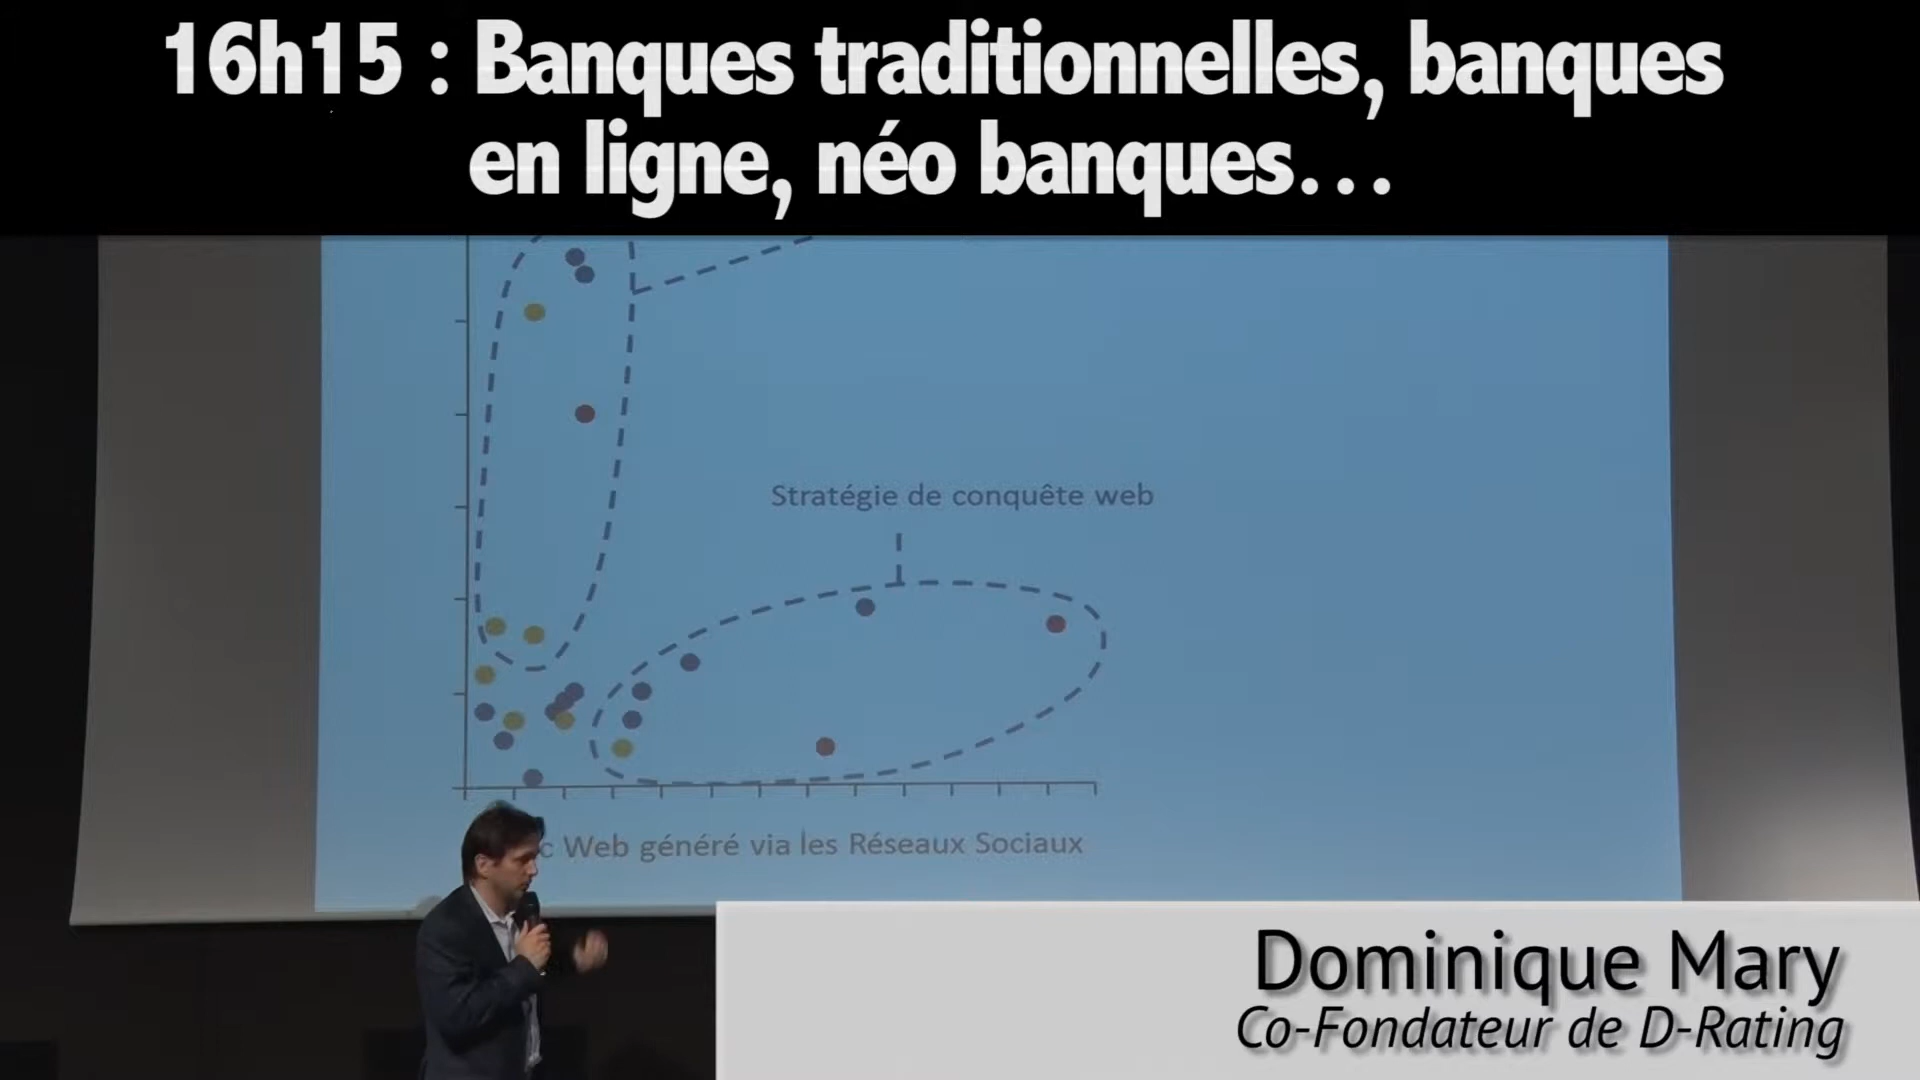 16h15 : Banques traditionnelles, banques
en ligne, néo banques...
Stratégie de conquête web
Web généré via les Réseaux Sociaux
Dominique Mary
Co-Fondateur de D-Rating